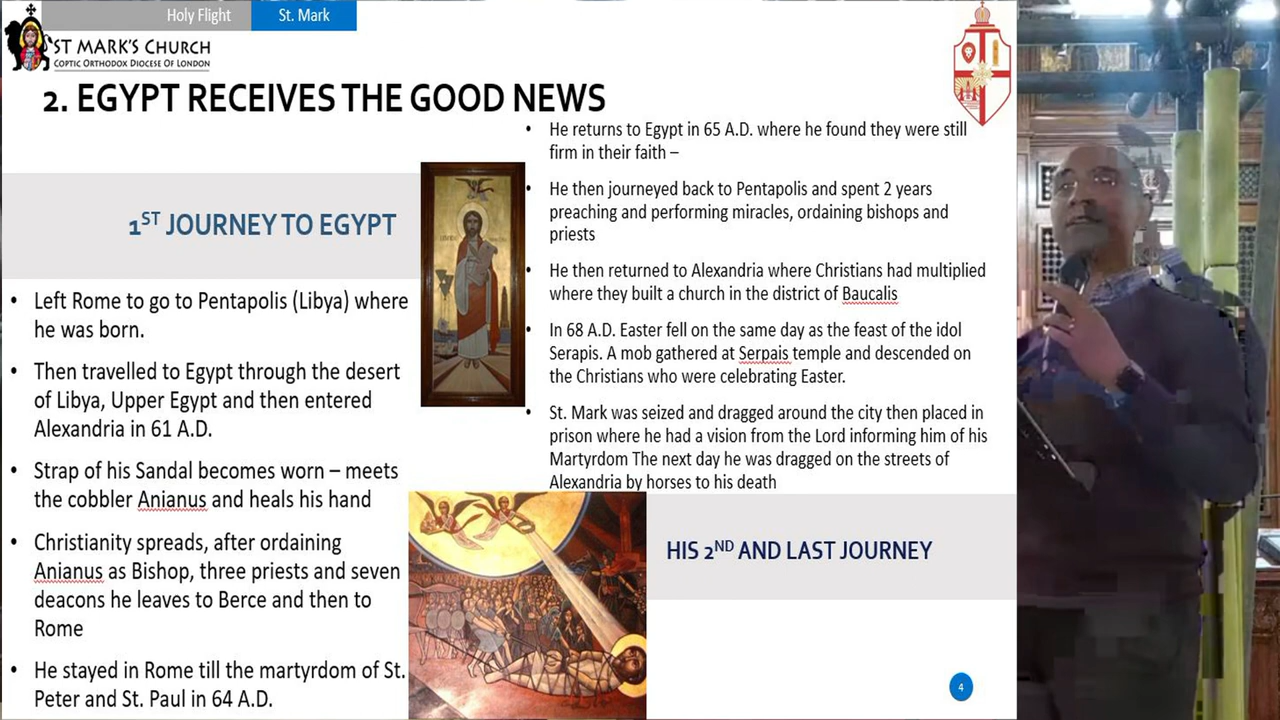 Holy Flight
St. Mark
ST MARK'S CHURCH
COPTIC ORTHODOX DIOCESE OF LONDON
2. EGYPT RECEIVES THE GOOD NEWS
1ST JOURNEY TO EGYPT
• Left Rome to go to Pentapolis (Libya) where
he was born.
• Then travelled to Egypt through the desert
of Libya, Upper Egypt and then entered
Alexandria in 61 A.D.
• Strap of his Sandal becomes worn – meets
the cobbler Anianus and heals his hand
• Christianity spreads, after ordaining
Anianus as Bishop, three priests and seven
deacons he leaves to Berce and then to
Rome
• He stayed in Rome till the martyrdom of St.
Peter and St. Paul in 64 A.D.
• He returns to Egypt in 65 A.D. where he found they were still
firm in their faith –
• He then journeyed back to Pentapolis and spent 2 years
preaching and performing miracles, ordaining bishops and
priests
• He then returned to Alexandria where Christians had multiplied
where they built a church in the district of Baucalis
• In 68 A.D. Easter fell on the same day as the feast of the idol
Serapis. A mob gathered at Serpais temple and descended on
the Christians who were celebrating Easter.
• St. Mark was seized and dragged around the city then placed in
prison where he had a vision from the Lord informing him of his
Martyrdom The next day he was dragged on the streets of
Alexandria by horses to his death
HIS 2ND AND LAST JOURNEY
4